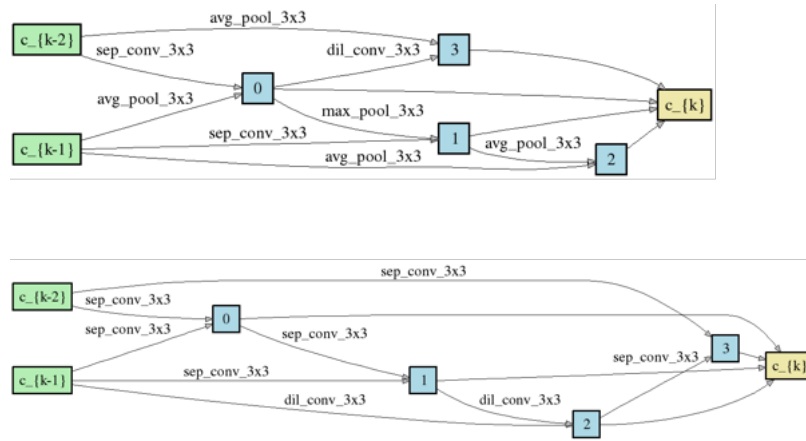 avg_pool_3x3
c_{k-2}
sep_conv_3x3
dil_conv_3x3
3
0
avg_pool_3x3
max_pool_3x3
c_{k}
sep_conv_3x3
1
avg_pool_3x3
c_{k-1}
avg_pool_3x3
2
sep_conv_3x3
c_{k-2}
sep_conv_3x3
0
sep_conv_3x3
sep_conv_3x3
3
sep_conv_3x3
c_{k}
c_{k-1}
sep_conv_3x3
1
dil_conv_3x3
dil_conv_3x3
2